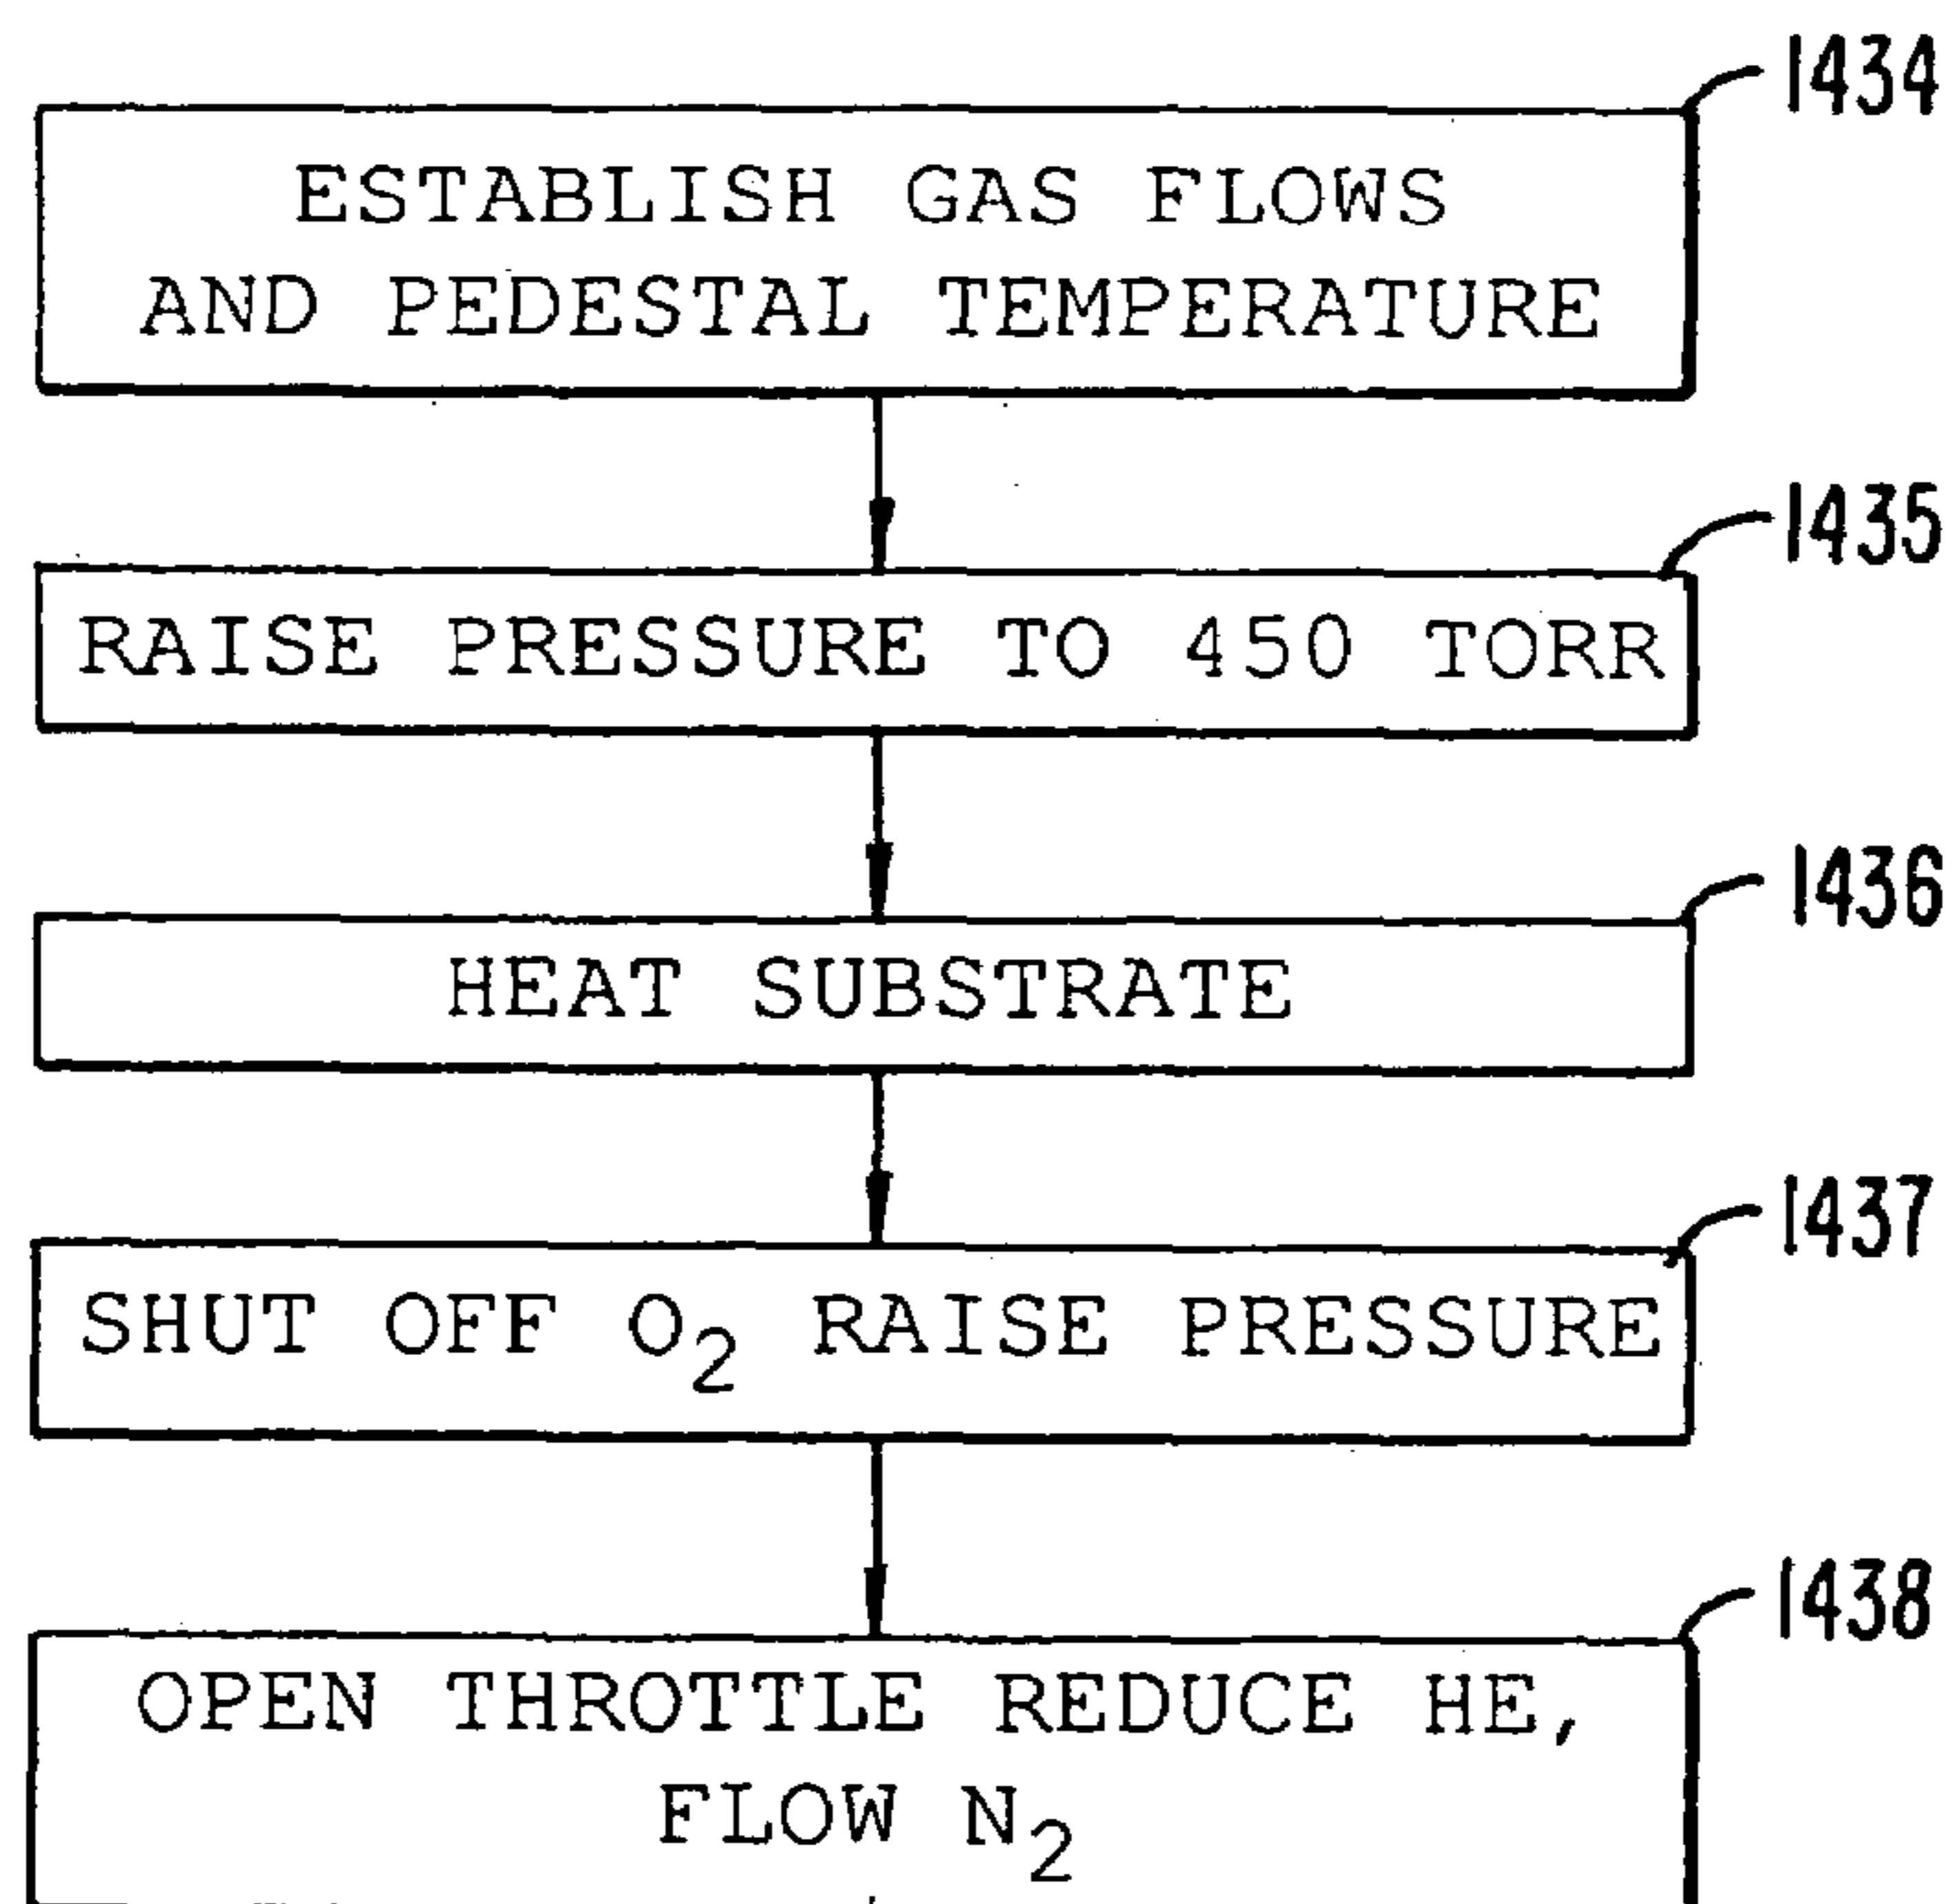 1434
ESTABLISH GAS FLOWS
AND PEDESTAL TEMPERATURE
1435
RAISE PRESSURE TO 450 TORR
1436
HEAT SUBSTRATE
1437
SHUT OFF O₂ RAISE PRESSURE
1438
OPEN THROTTLE REDUCE HE,
FLOW N₂